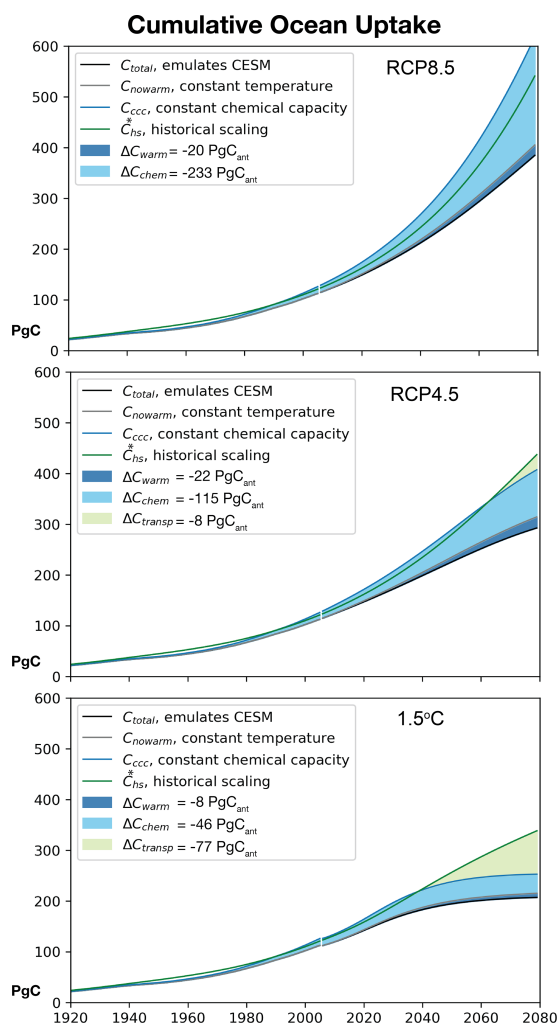 Cumulative Ocean Uptake
RCP8.5
C_total, emulates CESM
C_nowarm, constant temperature
C_ccc, constant chemical capacity
C*_hs, historical scaling
ΔC_warm = -20 PgC_ant
ΔC_chem = -233 PgC_ant
600
500
400
300
200
100
0
PgC
RCP4.5
C_total, emulates CESM
C_nowarm, constant temperature
C_ccc, constant chemical capacity
C*_hs, historical scaling
ΔC_warm = -22 PgC_ant
ΔC_chem = -115 PgC_ant
ΔC_transp = -8 PgC_ant
600
500
400
300
200
100
0
PgC
1.5°C
C_total, emulates CESM
C_nowarm, constant temperature
C_ccc, constant chemical capacity
C*_hs, historical scaling
ΔC_warm = -8 PgC_ant
ΔC_chem = -46 PgC_ant
ΔC_transp = -77 PgC_ant
600
500
400
300
200
100
0
PgC
1920 1940 1960 1980 2000 2020 2040 2060 2080